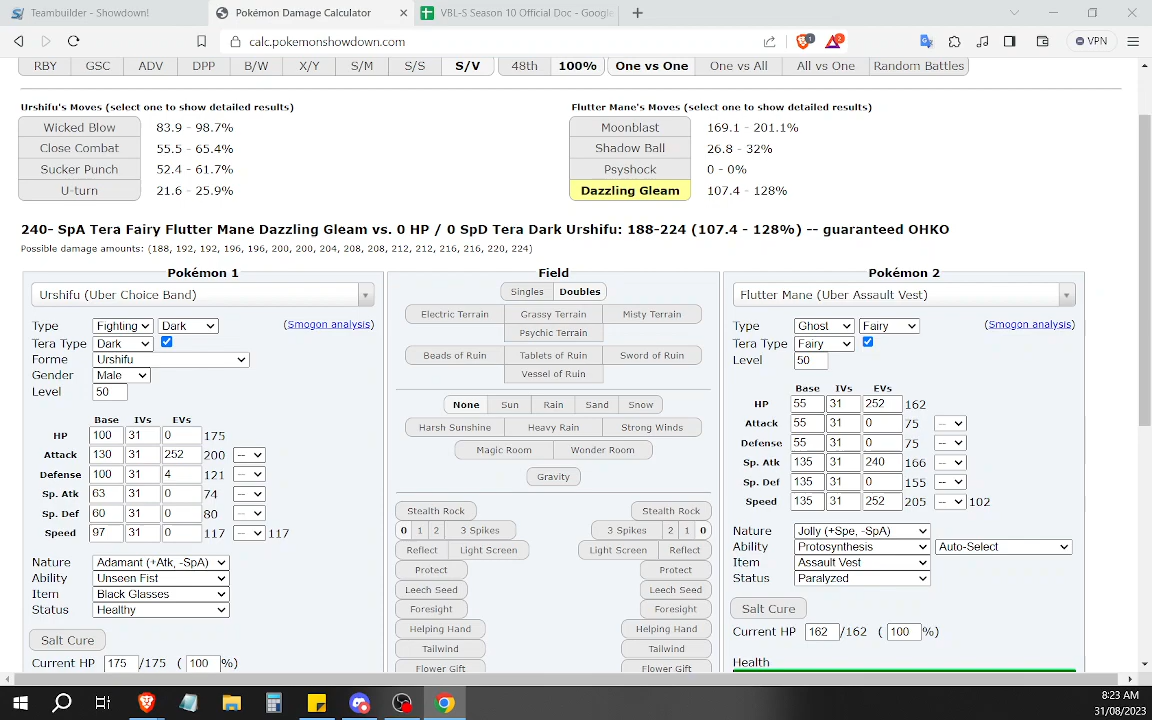 Teambuilder - Showdown!
Pokémon Damage Calculator
VBL-S Season 10 Official Doc - Google
calc.pokemonshowdown.com
1
2
VPN
RBY GSC ADV DPP B/W X/Y S/M S/S S/V 48th 100% One vs One One vs All All vs One Random Battles
Urshifu's Moves (select one to show detailed results)
Flutter Mane's Moves (select one to show detailed results)
Wicked Blow 83.9 - 98.7%
Moonblast 169.1 - 201.1%
Close Combat 55.5 - 65.4%
Shadow Ball 26.8 - 32%
Sucker Punch 52.4 - 61.7%
Psyshock 0 - 0%
U-turn 21.6 - 25.9%
Dazzling Gleam 107.4 - 128%
240- SpA Tera Fairy Flutter Mane Dazzling Gleam vs. 0 HP / 0 SpD Tera Dark Urshifu: 188-224 (107.4 - 128%) -- guaranteed OHKO
Possible damage amounts: (188, 192, 192, 196, 196, 200, 200, 204, 208, 208, 212, 212, 216, 216, 220, 224)
Pokémon 1
Urshifu (Uber Choice Band)
Type Fighting Dark (Smogon analysis)
Tera Type Dark
Forme Urshifu
Gender Male
Level 50
Base IVs EVs
HP 100 31 0 175
Attack 130 31 252 200 --
Defense 100 31 4 121 --
Sp. Atk 63 31 0 74 --
Sp. Def 60 31 0 80 --
Speed 97 31 0 117 -- 117
Nature Adamant (+Atk, -SpA)
Ability Unseen Fist
Item Black Glasses
Status Healthy
Salt Cure
Current HP 175 /175 ( 100 %)
Field
Singles Doubles
Electric Terrain Grassy Terrain Misty Terrain
Psychic Terrain
Beads of Ruin Tablets of Ruin Sword of Ruin
Vessel of Ruin
None Sun Rain Sand Snow
Harsh Sunshine Heavy Rain Strong Winds
Magic Room Wonder Room
Gravity
Stealth Rock Stealth Rock
0 1 2 3 Spikes 3 Spikes 2 1 0
Reflect Light Screen Light Screen Reflect
Protect Protect
Leech Seed Leech Seed
Foresight Foresight
Helping Hand Helping Hand
Tailwind Tailwind
Flower Gift Flower Gift
Pokémon 2
Flutter Mane (Uber Assault Vest)
Type Ghost Fairy (Smogon analysis)
Tera Type Fairy
Level 50
Base IVs EVs
HP 55 31 252 162
Attack 55 31 0 75 --
Defense 55 31 0 75 --
Sp. Atk 135 31 240 166 --
Sp. Def 135 31 0 155 --
Speed 135 31 252 205 -- 102
Nature Jolly (+Spe, -SpA)
Ability Protosynthesis Auto-Select
Item Assault Vest
Status Paralyzed
Salt Cure
Current HP 162 /162 ( 100 %)
Health
8:23 AM
31/08/2023